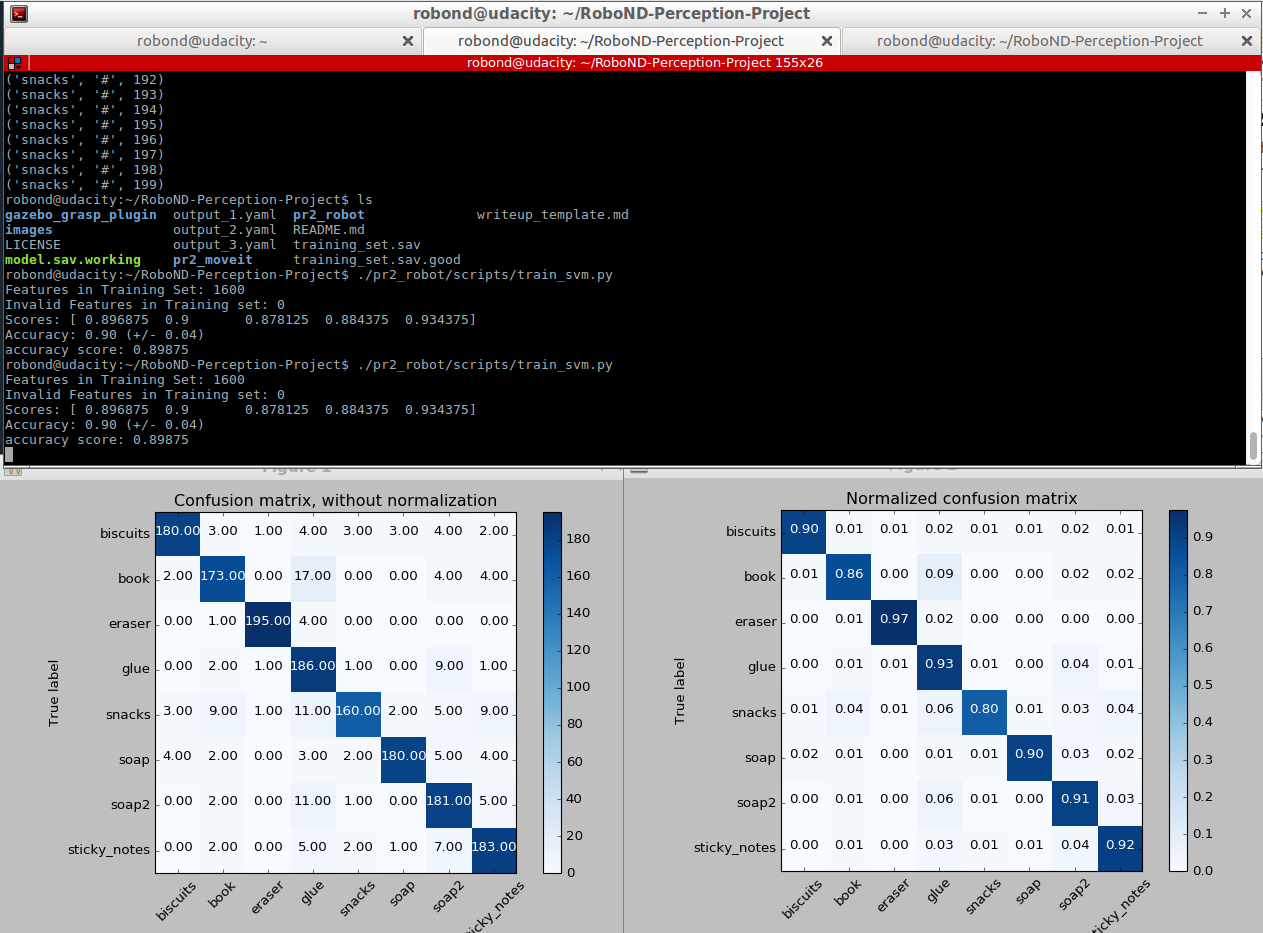 robond@udacity: ~/RoboND-Perception-Project
robond@udacity: ~ robond@udacity: ~/RoboND-Perception-Project robond@udacity: ~/RoboND-Perception-Project
robond@udacity: ~/RoboND-Perception-Project 155x26
('snacks', '#', 192)
('snacks', '#', 193)
('snacks', '#', 194)
('snacks', '#', 195)
('snacks', '#', 196)
('snacks', '#', 197)
('snacks', '#', 198)
('snacks', '#', 199)
robond@udacity:~/RoboND-Perception-Project$ ls
gazebo_grasp_plugin output_1.yaml pr2_robot writeup_template.md
images output_2.yaml README.md
LICENSE output_3.yaml training_set.sav
model.sav.working pr2_moveit training_set.sav.good
robond@udacity:~/RoboND-Perception-Project$ ./pr2_robot/scripts/train_svm.py
Features in Training Set: 1600
Invalid Features in Training set: 0
Scores: [ 0.896875 0.9 0.878125 0.884375 0.934375]
Accuracy: 0.90 (+/- 0.04)
accuracy score: 0.89875
robond@udacity:~/RoboND-Perception-Project$ ./pr2_robot/scripts/train_svm.py
Features in Training Set: 1600
Invalid Features in Training set: 0
Scores: [ 0.896875 0.9 0.878125 0.884375 0.934375]
Accuracy: 0.90 (+/- 0.04)
accuracy score: 0.89875
Confusion matrix, without normalization
biscuits 180.00 3.00 1.00 4.00 3.00 3.00 4.00 2.00
book 2.00 173.00 0.00 17.00 0.00 0.00 4.00 4.00
eraser 0.00 1.00 195.00 4.00 0.00 0.00 0.00 0.00
glue 0.00 2.00 1.00 186.00 1.00 0.00 9.00 1.00
snacks 3.00 9.00 1.00 11.00 160.00 2.00 5.00 9.00
soap 4.00 2.00 0.00 3.00 2.00 180.00 5.00 4.00
soap2 0.00 2.00 0.00 11.00 1.00 0.00 181.00 5.00
sticky_notes 0.00 2.00 0.00 5.00 2.00 1.00 7.00 183.00
True label
biscuits book eraser glue snacks soap soap2 sticky_notes
180
160
140
120
100
80
60
40
20
0
Normalized confusion matrix
biscuits 0.90 0.01 0.01 0.02 0.01 0.01 0.02 0.01
book 0.01 0.86 0.00 0.09 0.00 0.00 0.02 0.02
eraser 0.00 0.01 0.97 0.02 0.00 0.00 0.00 0.00
glue 0.00 0.01 0.01 0.93 0.01 0.00 0.04 0.01
snacks 0.01 0.04 0.01 0.06 0.80 0.01 0.03 0.04
soap 0.02 0.01 0.00 0.01 0.01 0.90 0.03 0.02
soap2 0.00 0.01 0.00 0.06 0.01 0.00 0.91 0.03
sticky_notes 0.00 0.01 0.00 0.03 0.01 0.01 0.04 0.92
True label
biscuits book eraser glue snacks soap soap2 ticky_notes
0.9
0.8
0.7
0.6
0.5
0.4
0.3
0.2
0.1
0.0